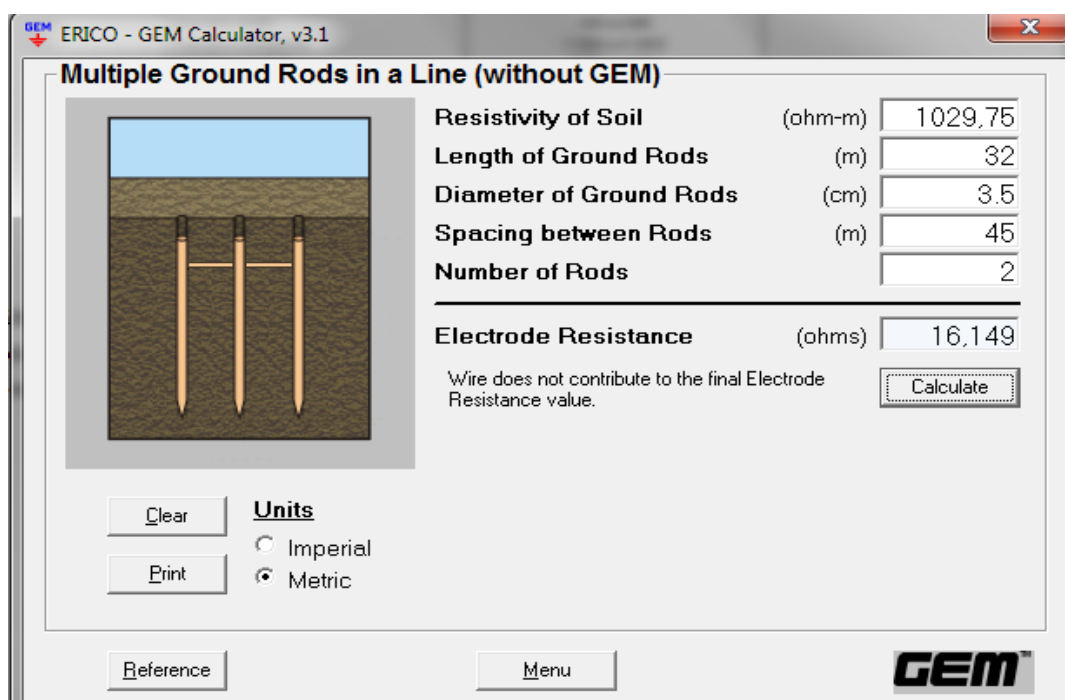 GEM ERICO - GEM Calculator, v3.1
Multiple Ground Rods in a Line (without GEM)
Resistivity of Soil (ohm-m) 1029,75
Length of Ground Rods (m) 32
Diameter of Ground Rods (cm) 3.5
Spacing between Rods (m) 45
Number of Rods 2
Electrode Resistance (ohms) 16,149
Wire does not contribute to the final Electrode
Resistance value.
Calculate
Clear
Print
Units
Imperial
Metric
Reference
Menu
GEM™